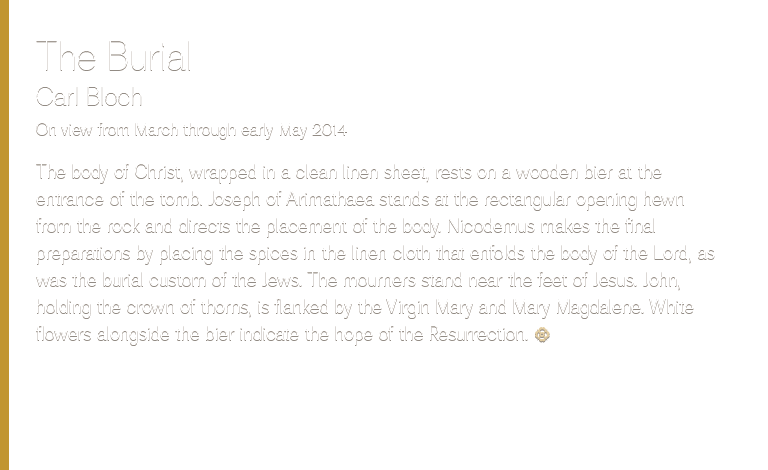 The Burial
Carl Bloch
On view from March through early May 2014
The body of Christ, wrapped in a clean linen sheet, rests on a wooden bier at the
entrance of the tomb. Joseph of Arimathaea stands at the rectangular opening hewn
from the rock and directs the placement of the body. Nicodemus makes the final
preparations by placing the spices in the linen cloth that enfolds the body of the Lord, as
was the burial custom of the Jews. The mourners stand near the feet of Jesus. John,
holding the crown of thorns, is flanked by the Virgin Mary and Mary Magdalene. White
flowers alongside the bier indicate the hope of the Resurrection.